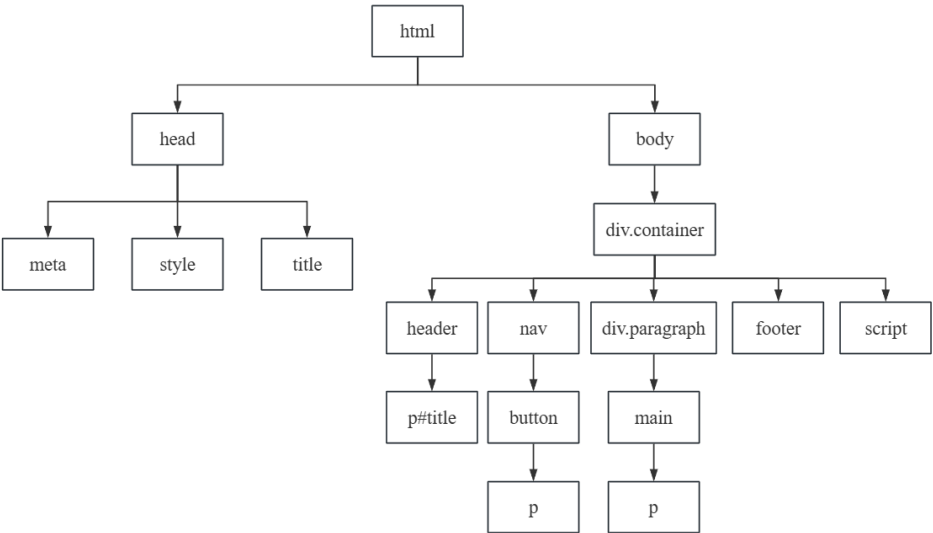 html
head
body
div.container
meta
style
title
header
nav
div.paragraph
footer
script
p#title
button
main
p
p